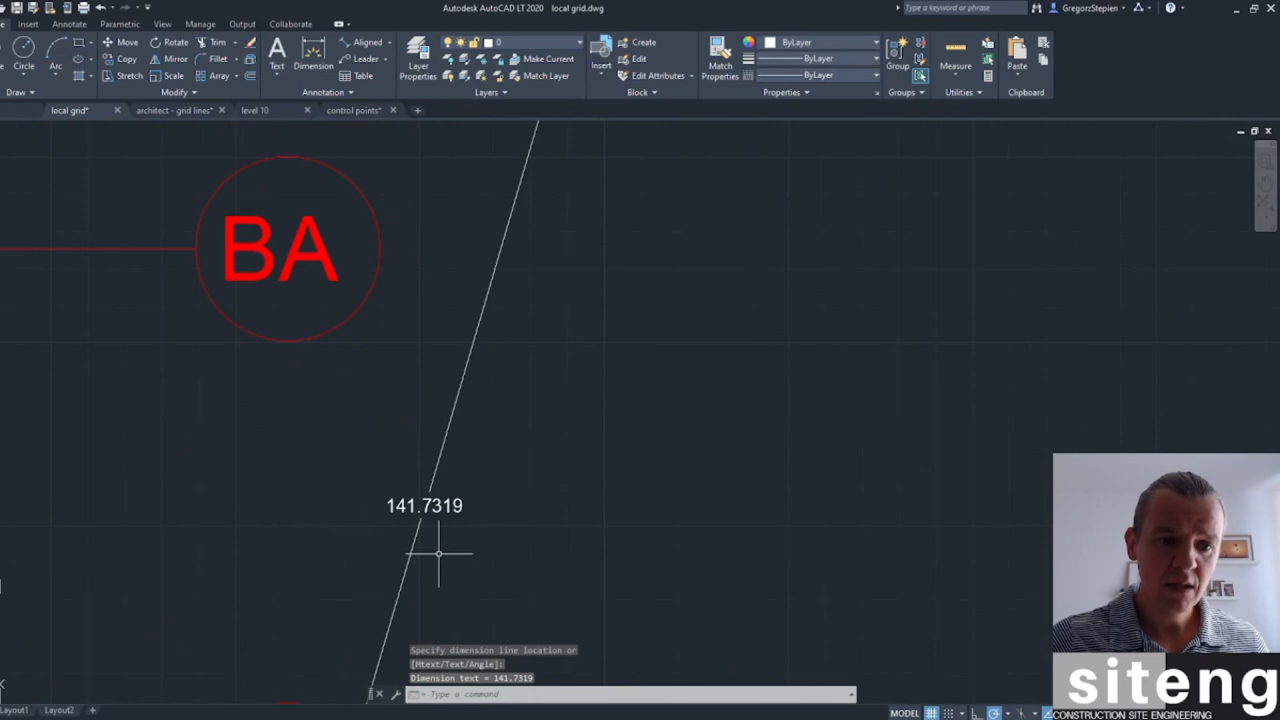 Autodesk AutoCAD LT 2020 local grid.dwg
Type a keyword or phrase
GregorzStepien
Insert Annotate Parametric View Manage Output Collaborate
Circle
Arc
Move Rotate Trim
Copy Mirror Fillet
Stretch Scale Array
Text
Dimension
Aligned
Leader
Table
Layer
Properties
0
Make Current
Match Layer
Insert
Create
Edit
Edit Attributes
Match
Properties
ByLayer
ByLayer
ByLayer
Group
Measure
Paste
Draw Modify Annotation Layers Block Properties Groups Utilities Clipboard
local grid* architect - grid lines* level 10 control points*
BA
141.7319
Specify dimension line location or
[Mtext/Text/Angle]:
Dimension text = 141.7319
Type a command
Layout1 Layout2
MODEL
siteng
CONSTRUCTION SITE ENGINEERING